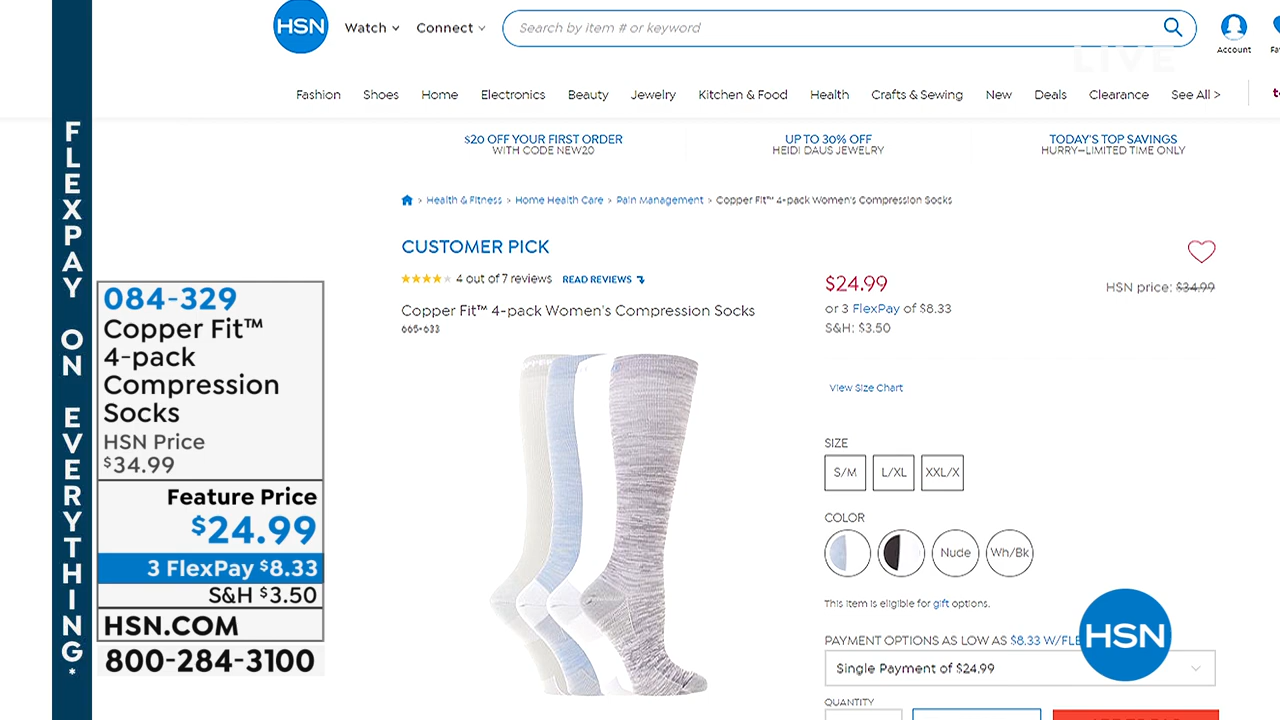 FLEXPAY ON EVERYTHING*
084-329
Copper Fit™
4-pack
Compression
Socks
HSN Price
$34.99
Feature Price
$24.99
3 FlexPay $8.33
S&H $3.50
HSN.COM
800-284-3100
HSN
Watch
Connect
Search by item # or keyword
LIVE
Account
Fashion
Shoes
Home
Electronics
Beauty
Jewelry
Kitchen & Food
Health
Crafts & Sewing
New
Deals
Clearance
See All >
$20 OFF YOUR FIRST ORDER
WITH CODE NEW20
UP TO 30% OFF
HEIDI DAUS JEWELRY
TODAY'S TOP SAVINGS
HURRY—LIMITED TIME ONLY
> Health & Fitness > Home Health Care > Pain Management > Copper Fit™ 4-pack Women's Compression Socks
CUSTOMER PICK
4 out of 7 reviews READ REVIEWS
Copper Fit™ 4-pack Women's Compression Socks
665-633
$24.99
HSN price: $34.99
or 3 FlexPay of $8.33
S&H: $3.50
View Size Chart
SIZE
S/M
L/XL
XXL/X
COLOR
Nude
Wh/Bk
This item is eligible for gift options.
PAYMENT OPTIONS AS LOW AS $8.33 W/FLE
HSN
Single Payment of $24.99
QUANTITY